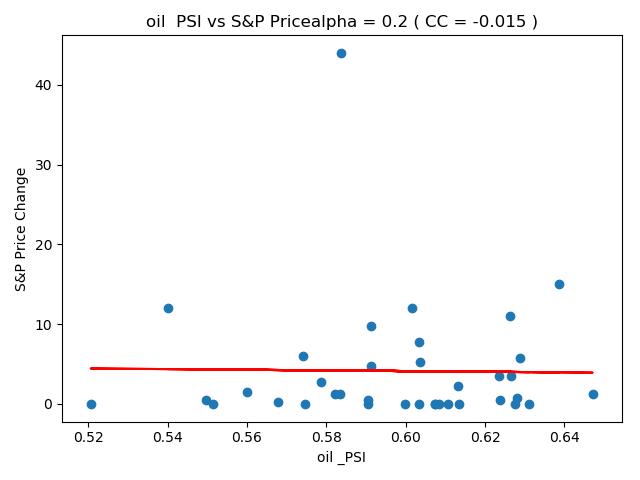 oil  PSI vs S&P Pricealpha = 0.2 ( CC = -0.015 )
40
30
20
10
0
S&P Price Change
0.52 0.54 0.56 0.58 0.60 0.62 0.64
oil _PSI